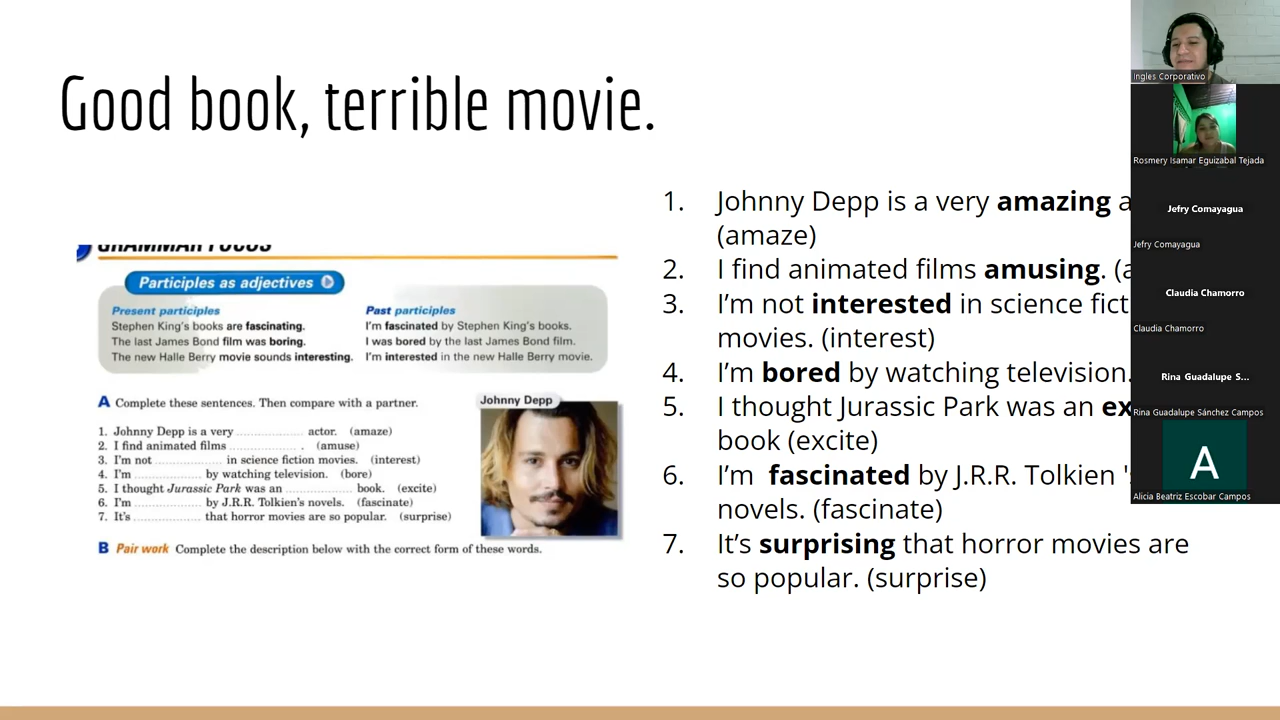 Good book, terrible movie.
GRAMMAR FOCUS
Participles as adjectives
Present participles
Stephen King's books are fascinating.
The last James Bond film was boring.
The new Halle Berry movie sounds interesting.
Past participles
I'm fascinated by Stephen King's books.
I was bored by the last James Bond film.
I'm interested in the new Halle Berry movie.
A Complete these sentences. Then compare with a partner.
1. Johnny Depp is a very .................... actor. (amaze)
2. I find animated films .................... . (amuse)
3. I'm not .................... in science fiction movies. (interest)
4. I'm .................... by watching television. (bore)
5. I thought Jurassic Park was an .................... book. (excite)
6. I'm .................... by J.R.R. Tolkien's novels. (fascinate)
7. It's .................... that horror movies are so popular. (surprise)
Johnny Depp
B Pair work Complete the description below with the correct form of these words.
1. Johnny Depp is a very amazing a
(amaze)
2. I find animated films amusing. (a
3. I'm not interested in science fict
movies. (interest)
4. I'm bored by watching television.
5. I thought Jurassic Park was an ex
book (excite)
6. I'm fascinated by J.R.R. Tolkien 's
novels. (fascinate)
7. It's surprising that horror movies are
so popular. (surprise)
Ingles Corporativo
Rosmery Isamar Eguizabal Tejada
Jefry Comayagua
Jefry Comayagua
Claudia Chamorro
Claudia Chamorro
Rina Guadalupe S...
Rina Guadalupe Sánchez Campos
A
Alicia Beatriz Escobar Campos